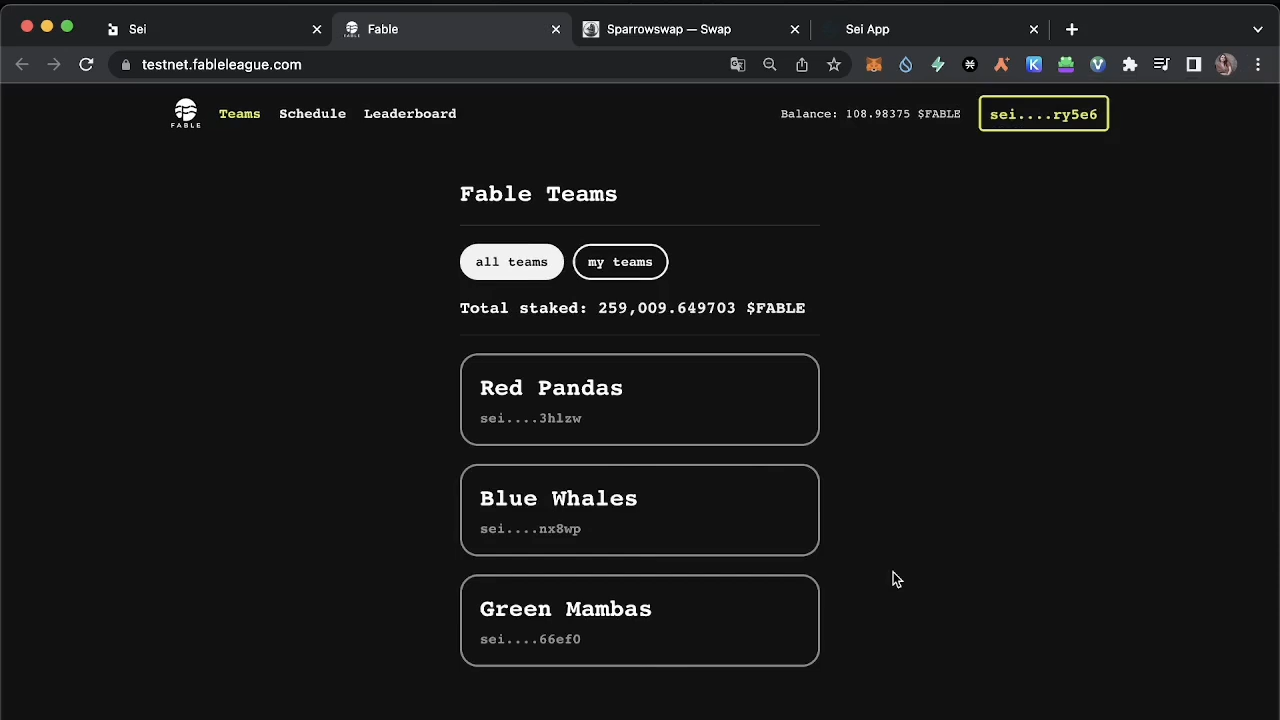 Sei
Fable
Sparrowswap — Swap
Sei App
testnet.fableleague.com
FABLE
Teams
Schedule
Leaderboard
Balance: 108.98375 $FABLE
sei....ry5e6
Fable Teams
all teams
my teams
Total staked: 259,009.649703 $FABLE
Red Pandas
sei....3hlzw
Blue Whales
sei....nx8wp
Green Mambas
sei....66ef0